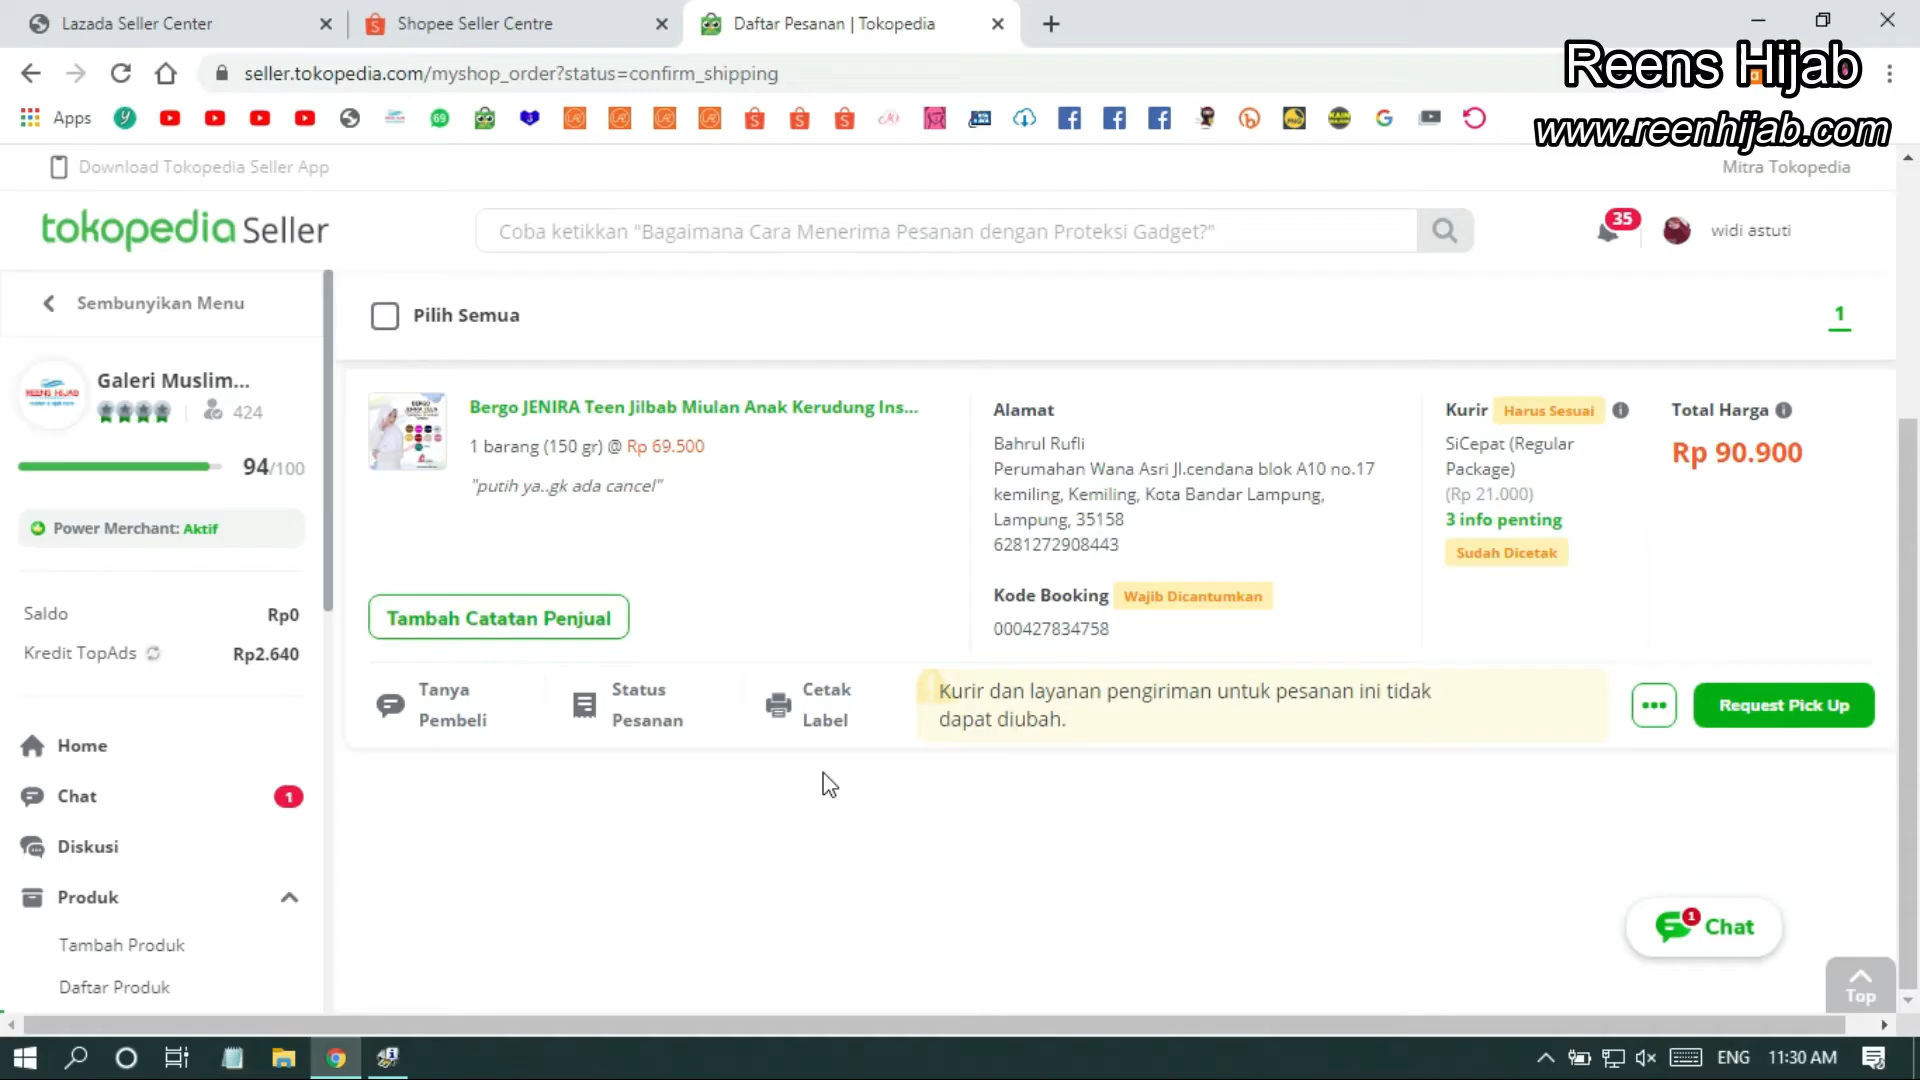 Lazada Seller Center
Shopee Seller Centre
Daftar Pesanan | Tokopedia
seller.tokopedia.com/myshop_order?status=confirm_shipping
Reens Hijab
www.reenhijab.com
Apps
Download Tokopedia Seller App
Mitra Tokopedia
tokopedia Seller
Coba ketikkan "Bagaimana Cara Menerima Pesanan dengan Proteksi Gadget?"
35
widi astuti
Sembunyikan Menu
Pilih Semua
1
Galeri Muslim...
424
94/100
Power Merchant: Aktif
Saldo
Rp0
Kredit TopAds
Rp2.640
Home
Chat
1
Diskusi
Produk
Tambah Produk
Daftar Produk
Bergo JENIRA Teen Jilbab Miulan Anak Kerudung Ins...
1 barang (150 gr) @ Rp 69.500
"putih ya..gk ada cancel"
Tambah Catatan Penjual
Alamat
Bahrul Rufli
Perumahan Wana Asri Jl.cendana blok A10 no.17
kemiling, Kemiling, Kota Bandar Lampung,
Lampung, 35158
6281272908443
Kode Booking Wajib Dicantumkan
000427834758
Kurir Harus Sesuai
SiCepat (Regular
Package)
(Rp 21.000)
3 info penting
Sudah Dicetak
Total Harga
Rp 90.900
Tanya
Pembeli
Status
Pesanan
Cetak
Label
Kurir dan layanan pengiriman untuk pesanan ini tidak
dapat diubah.
Request Pick Up
1
Chat
Top
ENG
11:30 AM